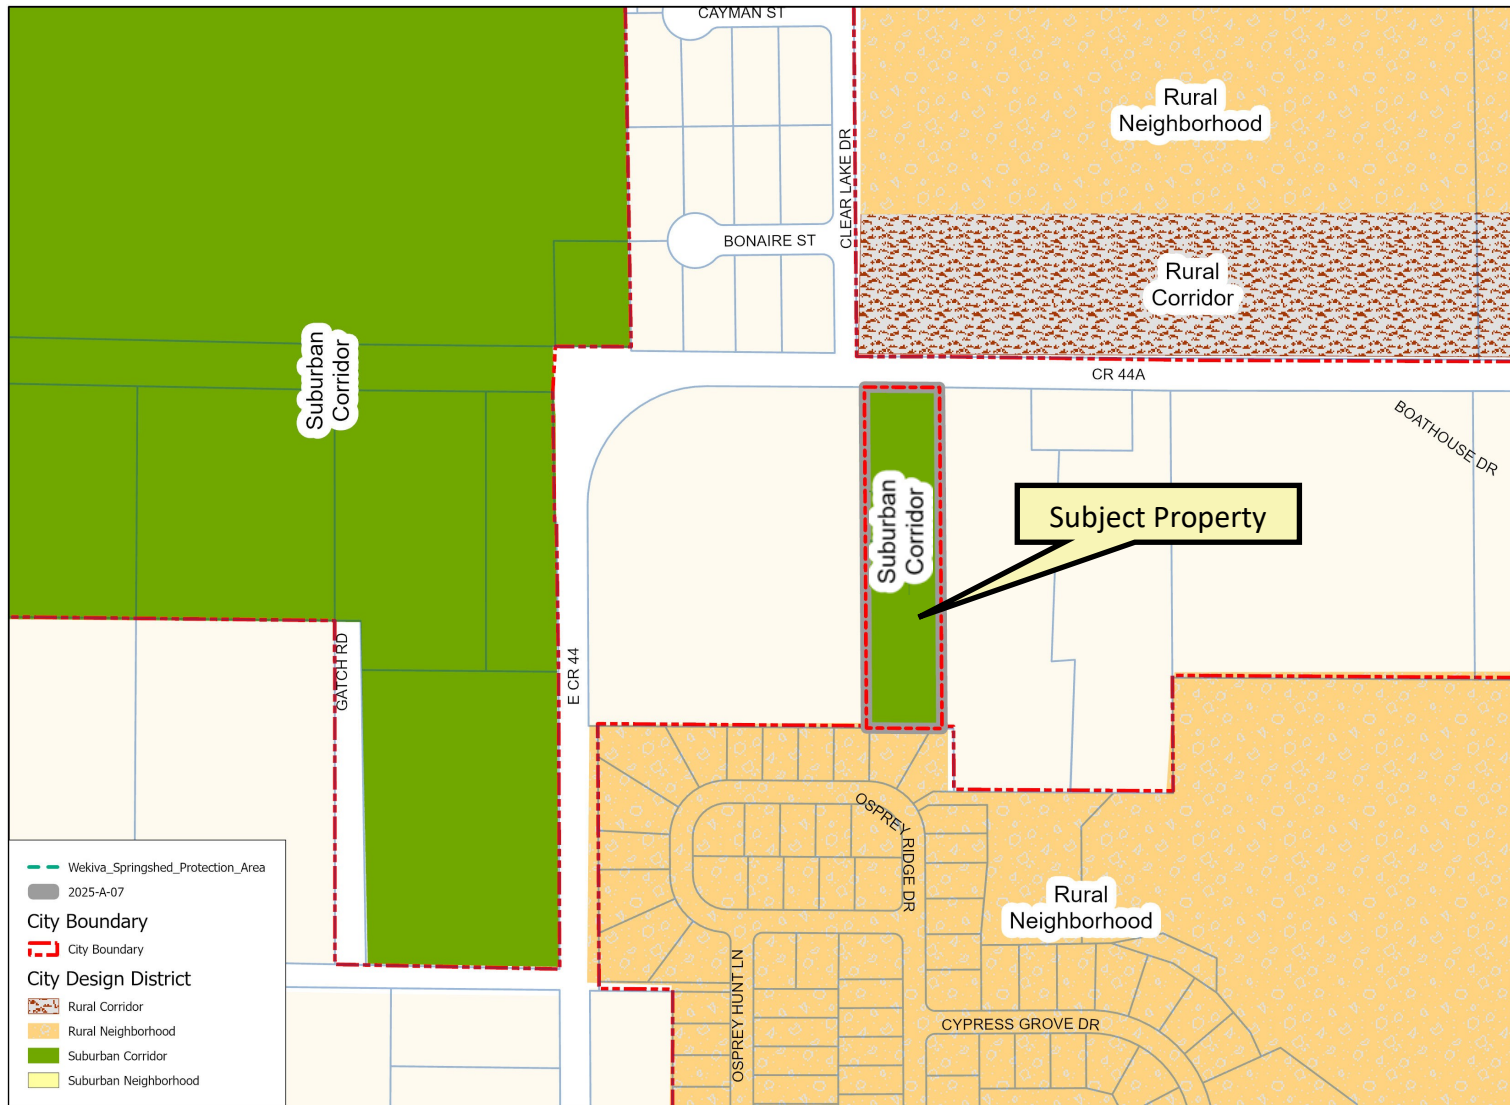 CAYMAN ST
CLEAR LAKE DR
Rural
Neighborhood
BONAIRE ST
Rural
Corridor
Suburban
Corridor
CR 44A
BOATHOUSE DR
Suburban
Corridor
Subject Property
GATCH RD
E CR 44
OSPREY RIDGE DR
Rural
Neighborhood
OSPREY HUNT LN
CYPRESS GROVE DR
Wekiva_Springshed_Protection_Area
2025-A-07
City Boundary
City Boundary
City Design District
Rural Corridor
Rural Neighborhood
Suburban Corridor
Suburban Neighborhood